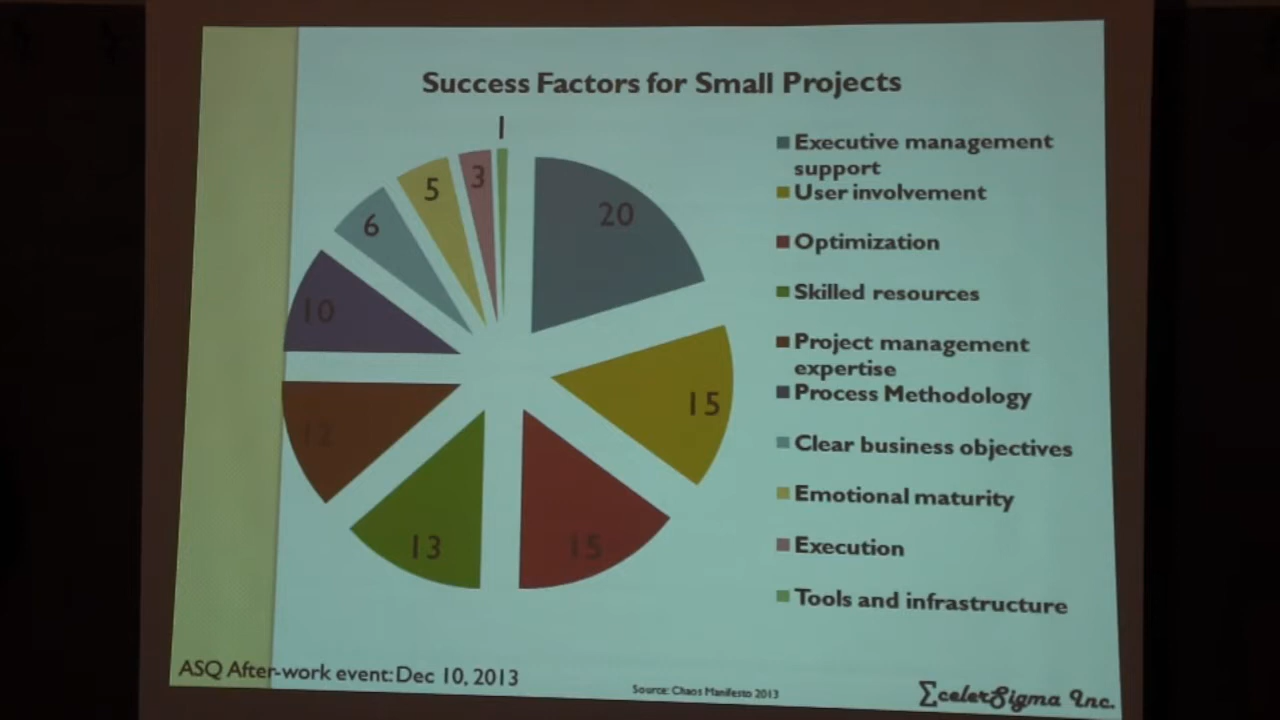 Success Factors for Small Projects
1
3
5
6
20
10
15
12
13
15
Executive management
support
User involvement
Optimization
Skilled resources
Project management
expertise
Process Methodology
Clear business objectives
Emotional maturity
Execution
Tools and infrastructure
ASQ After-work event: Dec 10, 2013
Source: Chaos Manifesto 2013
ΣcelerSigma Inc.